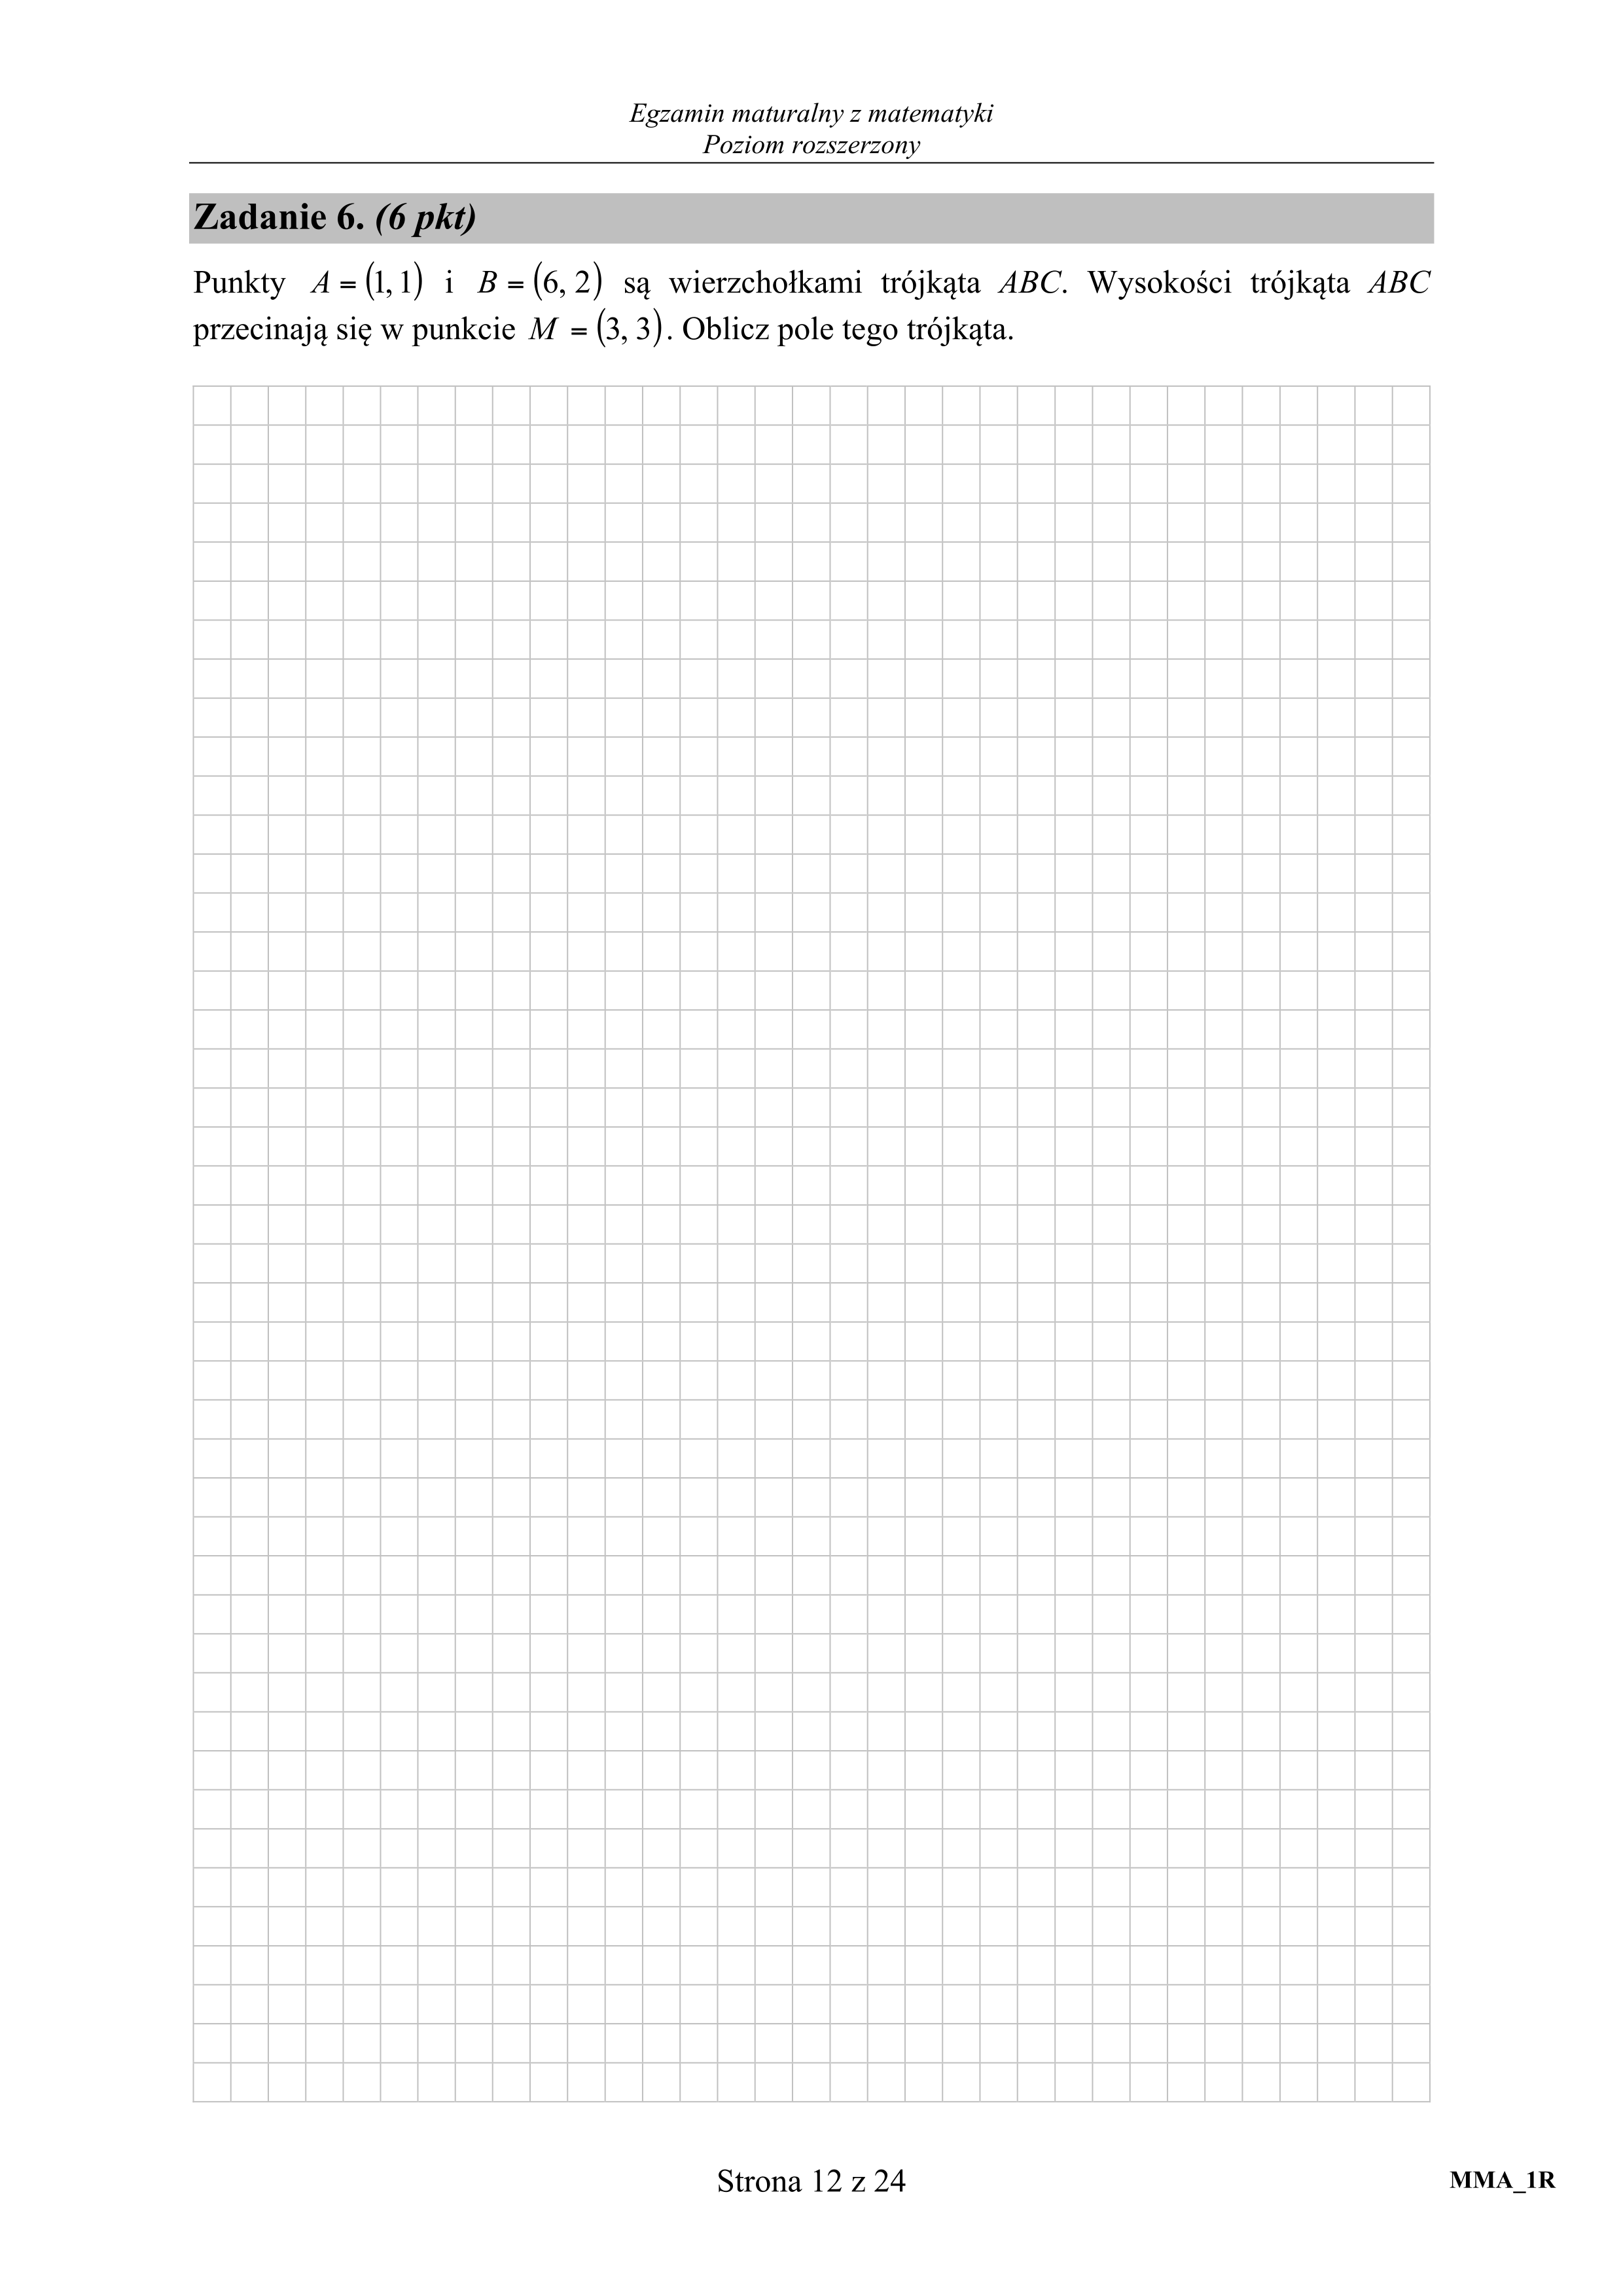 Egzamin maturalny z matematyki
Poziom rozszerzony
Zadanie 6. (6 pkt)
Punkty A = (1, 1) i B = (6, 2) są wierzchołkami trójkąta ABC. Wysokości trójkąta ABC
przecinają się w punkcie M = (3, 3). Oblicz pole tego trójkąta.
Strona 12 z 24
MMA_1R